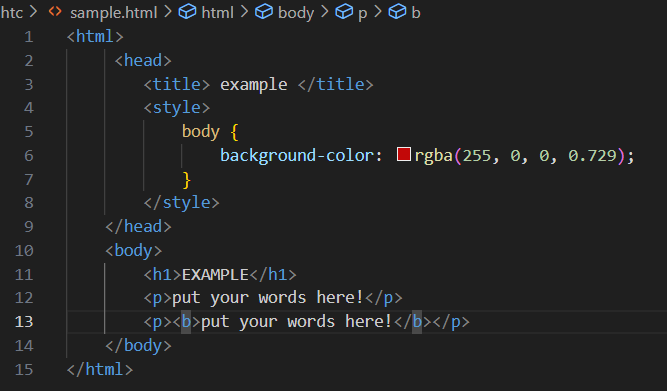 htc > sample.html > html > body > p > b
1 <html>
2 <head>
3 <title> example </title>
4 <style>
5 body {
6 background-color: rgba(255, 0, 0, 0.729);
7 }
8 </style>
9 </head>
10 <body>
11 <h1>EXAMPLE</h1>
12 <p>put your words here!</p>
13 <p><b>put your words here!</b></p>
14 </body>
15 </html>